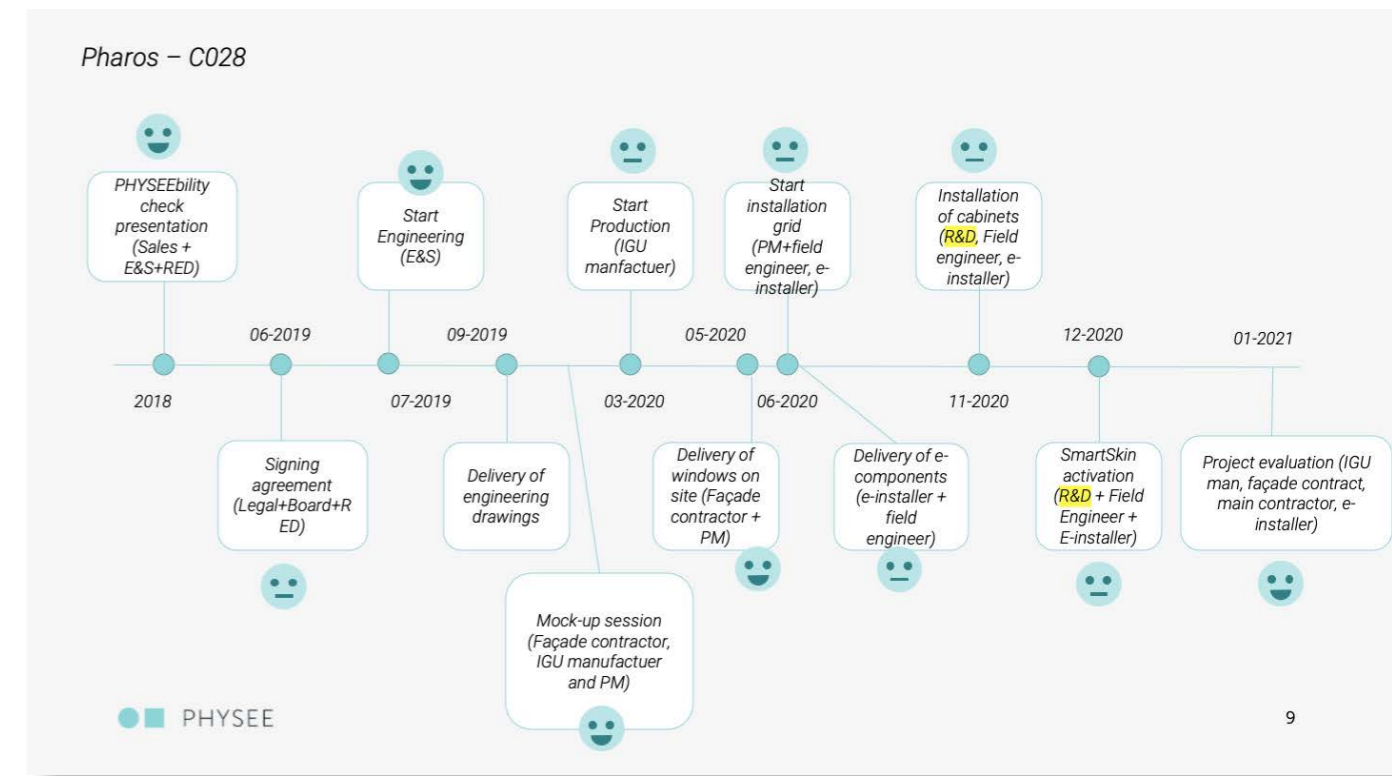 Pharos – C028
PHYSEEbility
check
presentation
(Sales +
E&S+RED)
Start
Engineering
(E&S)
Start
Production
(IGU
manfactuer)
Start
installation
grid
(PM+field
engineer, e-
installer)
Installation
of cabinets
(R&D, Field
engineer, e-
installer)
06-2019
09-2019
05-2020
12-2020
01-2021
2018
07-2019
03-2020
06-2020
11-2020
Signing
agreement
(Legal+Board+R
ED)
Delivery of
engineering
drawings
Delivery of
windows on
site (Façade
contractor +
PM)
Delivery of e-
components
(e-installer +
field
engineer)
SmartSkin
activation
(R&D + Field
Engineer +
E-installer)
Project evaluation (IGU
man, façade contract,
main contractor, e-
installer)
Mock-up session
(Façade contractor,
IGU manufactuer
and PM)
PHYSEE
9